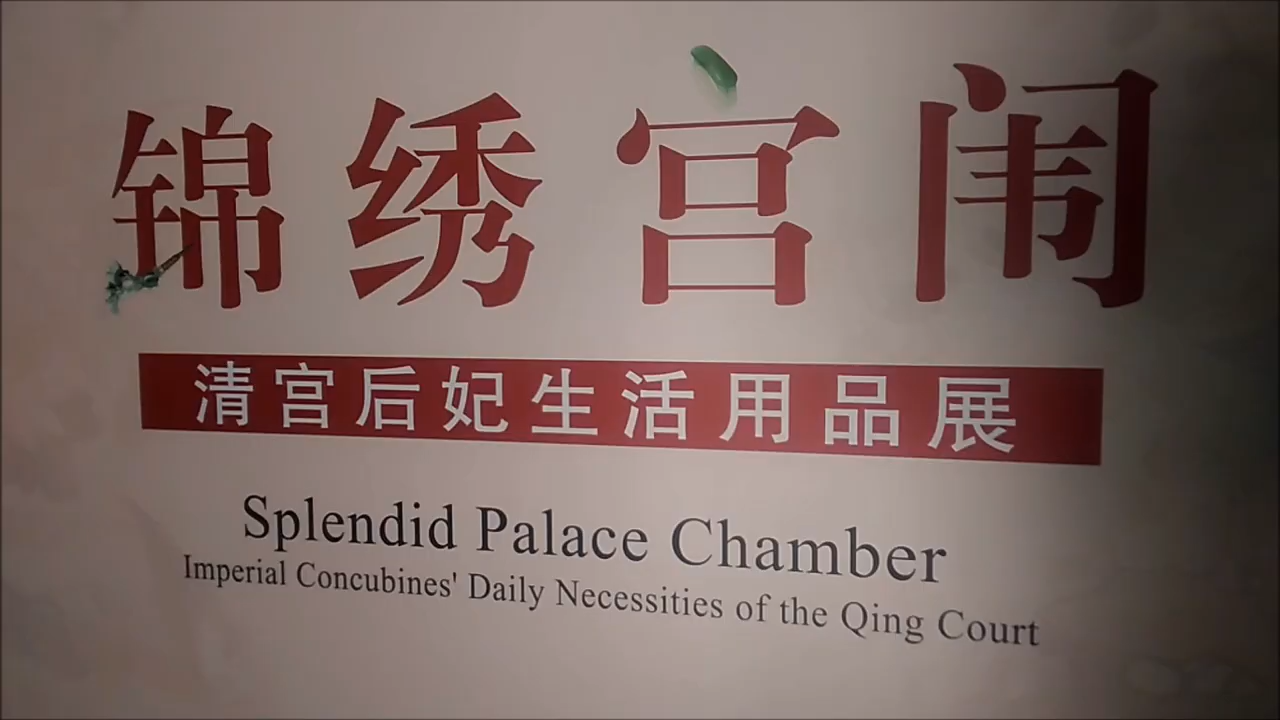 锦绣宫闱
清宫后妃生活用品展
Splendid Palace Chamber
Imperial Concubines' Daily Necessities of the Qing Court